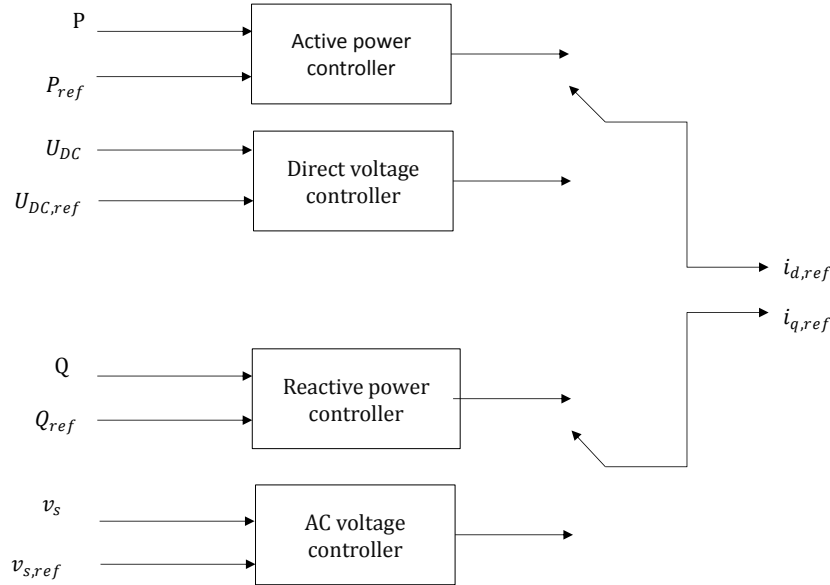 P
P_ref
Active power
controller
U_DC
U_DC,ref
Direct voltage
controller
i_d,ref
i_q,ref
Q
Q_ref
Reactive power
controller
v_s
v_s,ref
AC voltage
controller